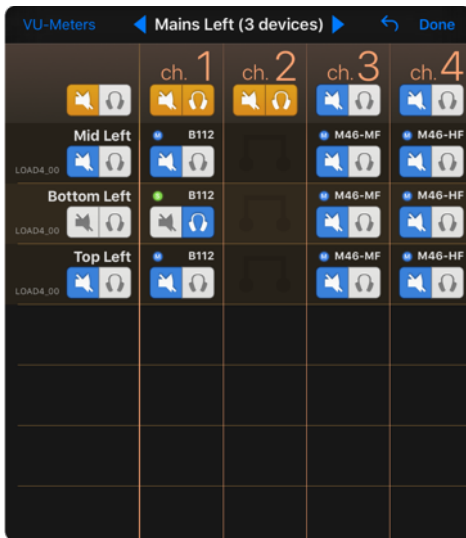 VU-Meters Mains Left (3 devices) Done
ch. 1 ch. 2 ch. 3 ch. 4
Mid Left M B112 M M46-MF M M46-HF
LOAD4_00
Bottom Left S B112 M M46-MF M M46-HF
LOAD4_00
Top Left M B112 M M46-MF M M46-HF
LOAD4_00